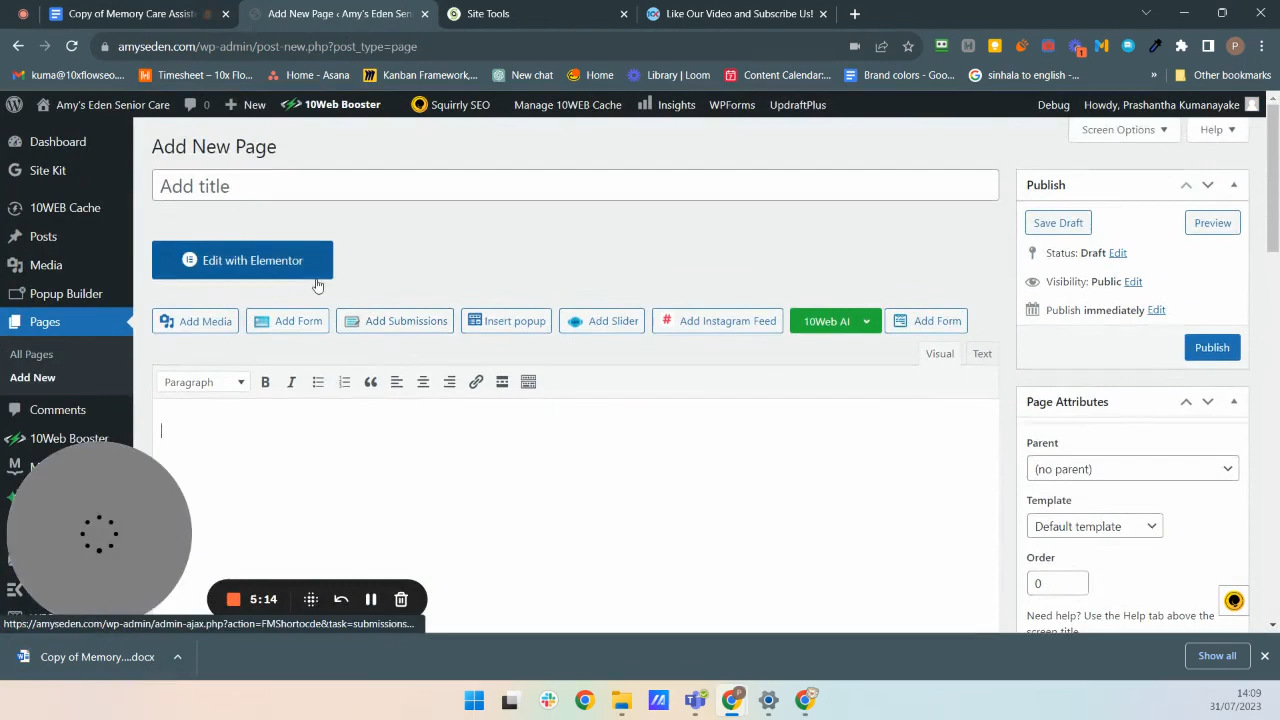 Copy of Memory Care Assist
Add New Page ‹ Amy's Eden Seni
Site Tools
Like Our Video and Subscribe Us!
amyseden.com/wp-admin/post-new.php?post_type=page
1
P
kuma@10xflowseo....
Timesheet – 10x Flo...
Home - Asana
Kanban Framework,...
New chat
Home
Library | Loom
Content Calendar:...
Brand colors - Goo...
sinhala to english -...
»
Other bookmarks
Amy's Eden Senior Care
0
New
10Web Booster
Squirrly SEO
Manage 10WEB Cache
Insights
WPForms
UpdraftPlus
Debug
Howdy, Prashantha Kumanayake
Dashboard
Site Kit
10WEB Cache
Posts
Media
Popup Builder
Pages
All Pages
Add New
Comments
10Web Booster
Add New Page
Screen Options
Help
Add title
Edit with Elementor
Add Media
Add Form
Add Submissions
Insert popup
Add Slider
# Add Instagram Feed
10Web AI
Add Form
Visual
Text
Paragraph
B
I
Publish
Save Draft
Preview
Status: Draft Edit
Visibility: Public Edit
Publish immediately Edit
Publish
Page Attributes
Parent
(no parent)
Template
Default template
Order
0
Need help? Use the Help tab above the
screen title.
5:14
https://amyseden.com/wp-admin/admin-ajax.php?action=FMShortocde&task=submissions...
Copy of Memory....docx
Show all
14:09
31/07/2023